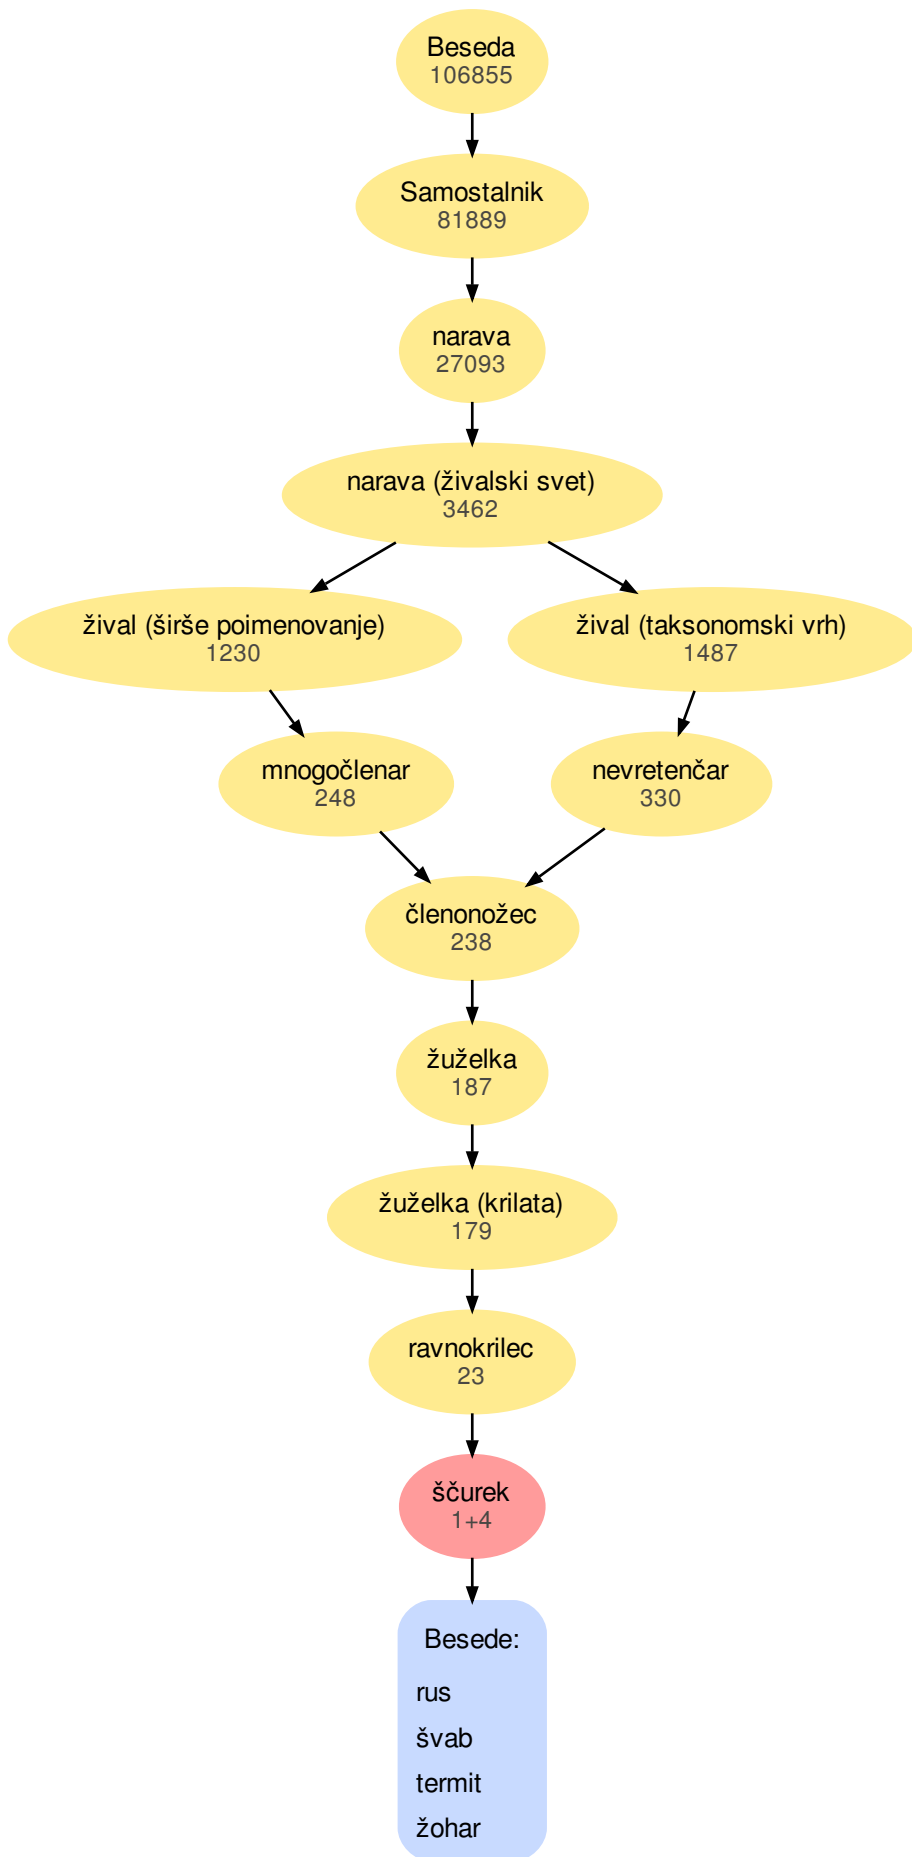 Beseda
106855
Samostalnik
81889
narava
27093
narava (živalski svet)
3462
žival (širše poimenovanje)
1230
žival (taksonomski vrh)
1487
mnogočlenar
248
nevretenčar
330
členonožec
238
žuželka
187
žuželka (krilata)
179
ravnokrilec
23
ščurek
1+4
Besede:
rus
švab
termit
žohar